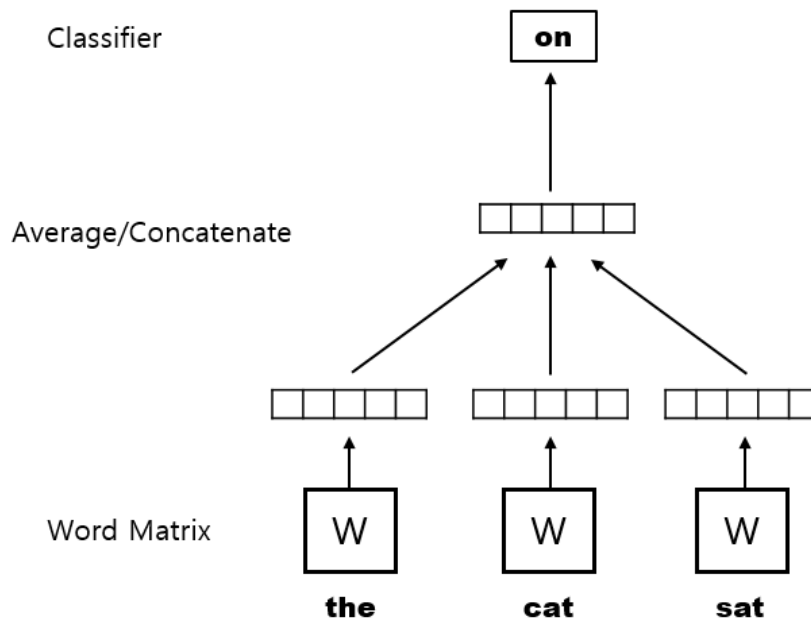 Classifier
on
Average/Concatenate
Word Matrix
W
W
W
the
cat
sat